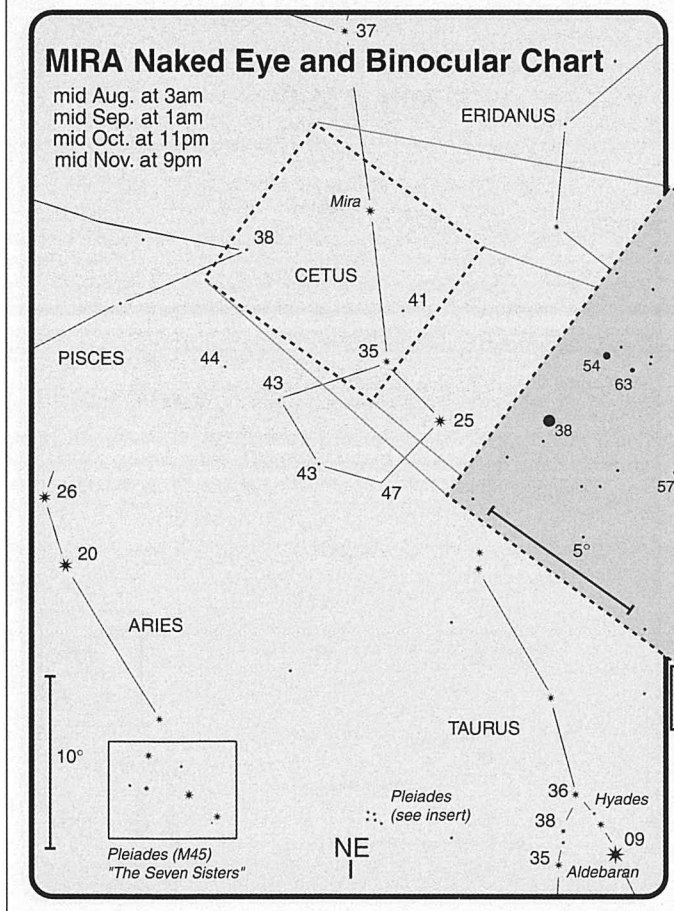 37
MIRA Naked Eye and Binocular Chart
mid Aug. at 3am
mid Sep. at 1am
mid Oct. at 11pm
mid Nov. at 9pm
ERIDANUS
Mira
38
CETUS
41
PISCES
44
35
43
54
63
25
38
43
47
57
26
5°
20
ARIES
TAURUS
10°
36
Pleiades
(see insert)
Hyades
38
09
NE
35
Aldebaran
Pleiades (M45)
"The Seven Sisters"